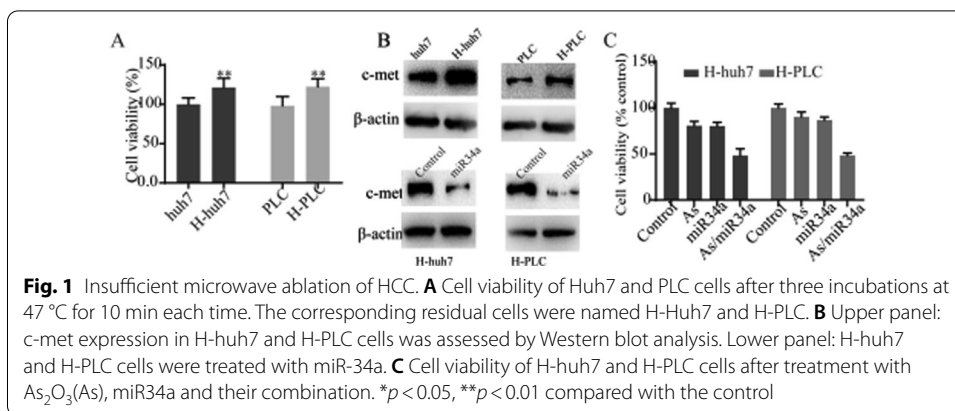 A
Cell viability (%)
150
100
50
0.0
**
**
huh7
H-huh7
PLC
H-PLC
B
huh7
H-huh7
PLC
H-PLC
c-met
β-actin
Control
miR34a
Control
miR34a
c-met
β-actin
H-huh7
H-PLC
C
H-huh7
H-PLC
Cell viability (% control)
150
100
50
0
Control
As
miR34a
As/miR34a
Control
As
miR34a
As/miR34a
Fig. 1 Insufficient microwave ablation of HCC. A Cell viability of Huh7 and PLC cells after three incubations at
47 °C for 10 min each time. The corresponding residual cells were named H-Huh7 and H-PLC. B Upper panel:
c-met expression in H-huh7 and H-PLC cells was assessed by Western blot analysis. Lower panel: H-huh7
and H-PLC cells were treated with miR-34a. C Cell viability of H-huh7 and H-PLC cells after treatment with
As₂O₃(As), miR34a and their combination. *p < 0.05, **p < 0.01 compared with the control